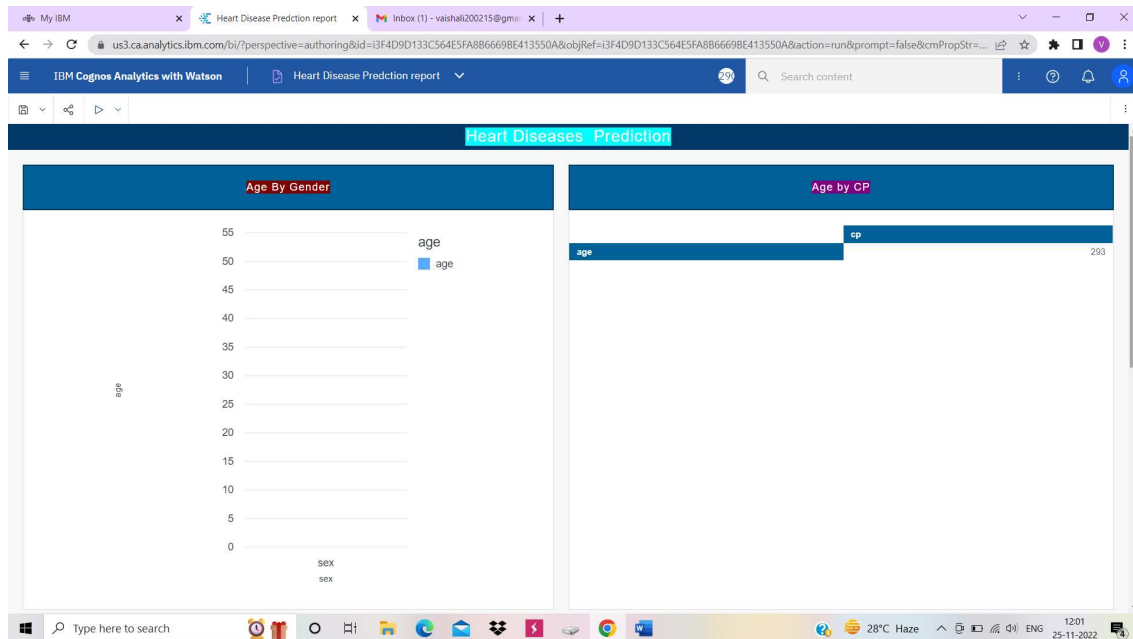 My IBM
Heart Disease Predction report
Inbox (1) - vaishali200215@gmai
us3.ca.analytics.ibm.com/bi/?perspective=authoring&id=i3F4D9D133C564E5FA8B6669BE413550A&objRef=i3F4D9D133C564E5FA8B6669BE413550A&action=run&prompt=false&cmPropStr=...
V
IBM Cognos Analytics with Watson
Heart Disease Predction report
290
Search content
Heart Diseases Prediction
Age By Gender
55
50
45
40
35
30
25
20
15
10
5
0
age
sex
sex
age
age
Age by CP
cp
age
293
Type here to search
28°C Haze
ENG
12:01
25-11-2022
4